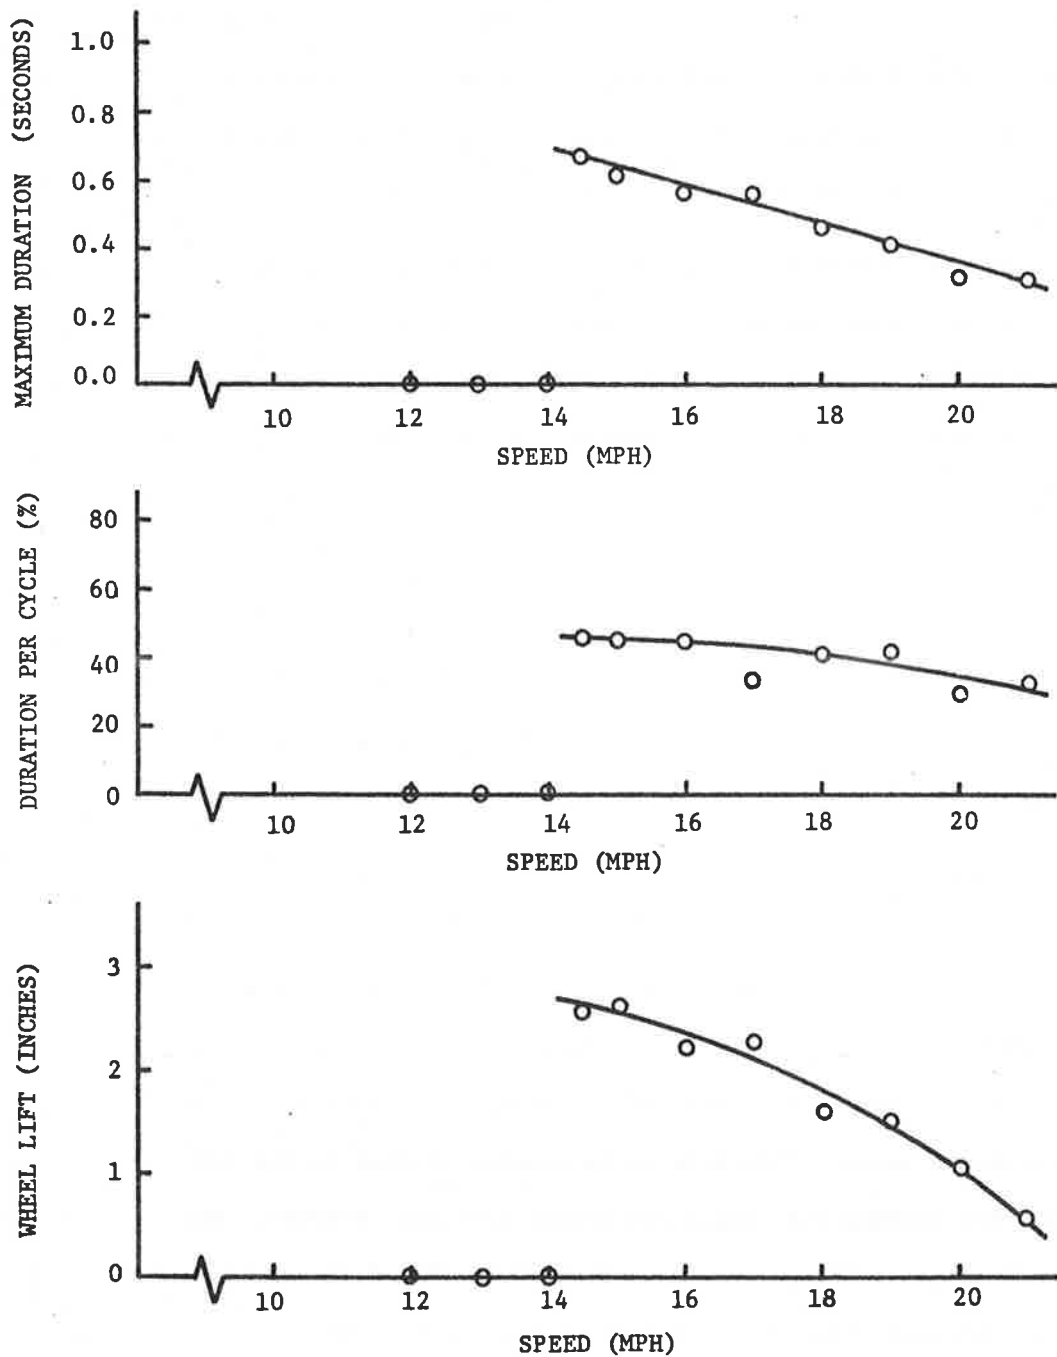 MAXIMUM DURATION (SECONDS)
1.0
0.8
0.6
0.4
0.2
0.0
10 12 14 16 18 20
SPEED (MPH)
DURATION PER CYCLE (%)
80
60
40
20
0
10 12 14 16 18 20
SPEED (MPH)
WHEEL LIFT (INCHES)
3
2
1
0
10 12 14 16 18 20
SPEED (MPH)